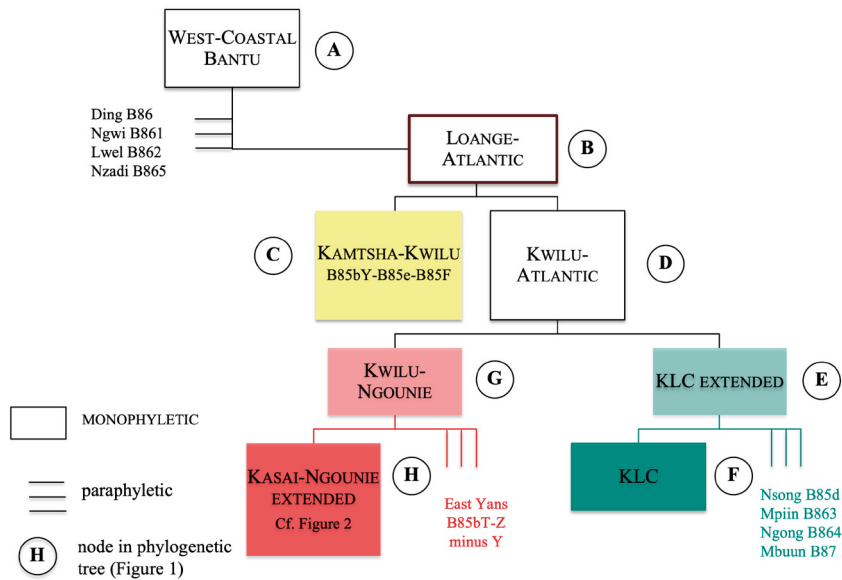 WEST-COASTAL
BANTU
A
Ding B86
Ngwi B861
Lwel B862
Nzadi B865
LOANGE-
ATLANTIC
B
C
KAMTSHA-KWILU
B85bY-B85e-B85F
KWILU-
ATLANTIC
D
KWILU-
NGOUNIE
G
KLC EXTENDED
E
MONOPHYLETIC
paraphyletic
H
node in phylogenetic
tree (Figure 1)
KASAI-NGOUNIE
EXTENDED
Cf. Figure 2
H
East Yans
B85bT-Z
minus Y
KLC
F
Nsong B85d
Mpiin B863
Ngong B864
Mbuun B87